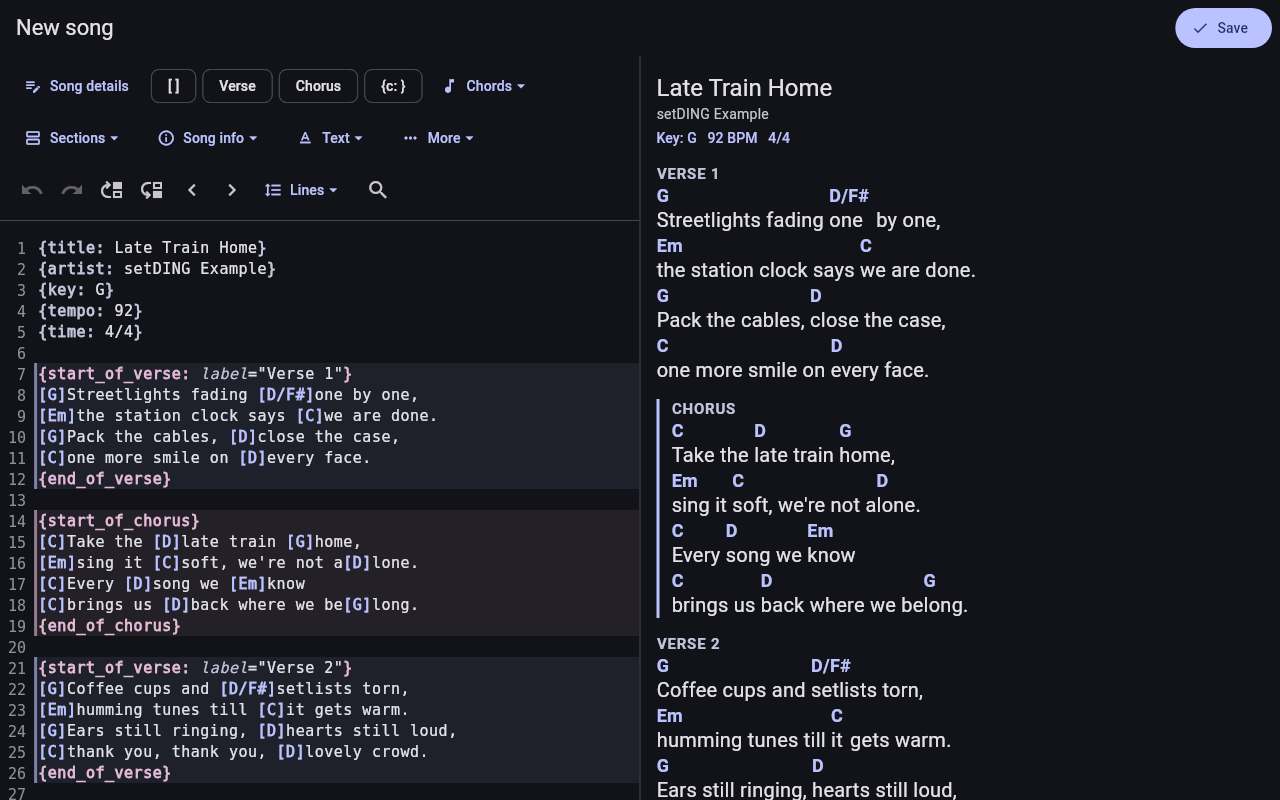 New song
Save
Song details [ ] Verse Chorus {c: } Chords
Sections Song info Text More
Lines
1 {title: Late Train Home}
2 {artist: setDING Example}
3 {key: G}
4 {tempo: 92}
5 {time: 4/4}
6
7 {start_of_verse: label="Verse 1"}
8 [G]Streetlights fading [D/F#]one by one,
9 [Em]the station clock says [C]we are done.
10 [G]Pack the cables, [D]close the case,
11 [C]one more smile on [D]every face.
12 {end_of_verse}
13
14 {start_of_chorus}
15 [C]Take the [D]late train [G]home,
16 [Em]sing it [C]soft, we're not a[D]lone.
17 [C]Every [D]song we [Em]know
18 [C]brings us [D]back where we be[G]long.
19 {end_of_chorus}
20
21 {start_of_verse: label="Verse 2"}
22 [G]Coffee cups and [D/F#]setlists torn,
23 [Em]humming tunes till [C]it gets warm.
24 [G]Ears still ringing, [D]hearts still loud,
25 [C]thank you, thank you, [D]lovely crowd.
26 {end_of_verse}
27
Late Train Home
setDING Example
Key: G 92 BPM 4/4
VERSE 1
G D/F#
Streetlights fading one by one,
Em C
the station clock says we are done.
G D
Pack the cables, close the case,
C D
one more smile on every face.
CHORUS
C D G
Take the late train home,
Em C D
sing it soft, we're not alone.
C D Em
Every song we know
C D G
brings us back where we belong.
VERSE 2
G D/F#
Coffee cups and setlists torn,
Em C
humming tunes till it gets warm.
G D
Ears still ringing, hearts still loud,